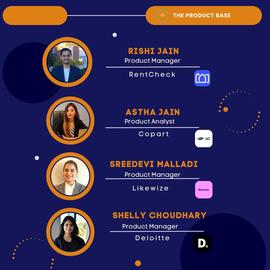 THE PRODUCT BASE
RISHI JAIN
Product Manager
RentCheck
ASTHA JAIN
Product Analyst
Copart
SREEDEVI MALLADI
Product Manager
Likewize
SHELLY CHOUDHARY
Product Manager
Deloitte
D.